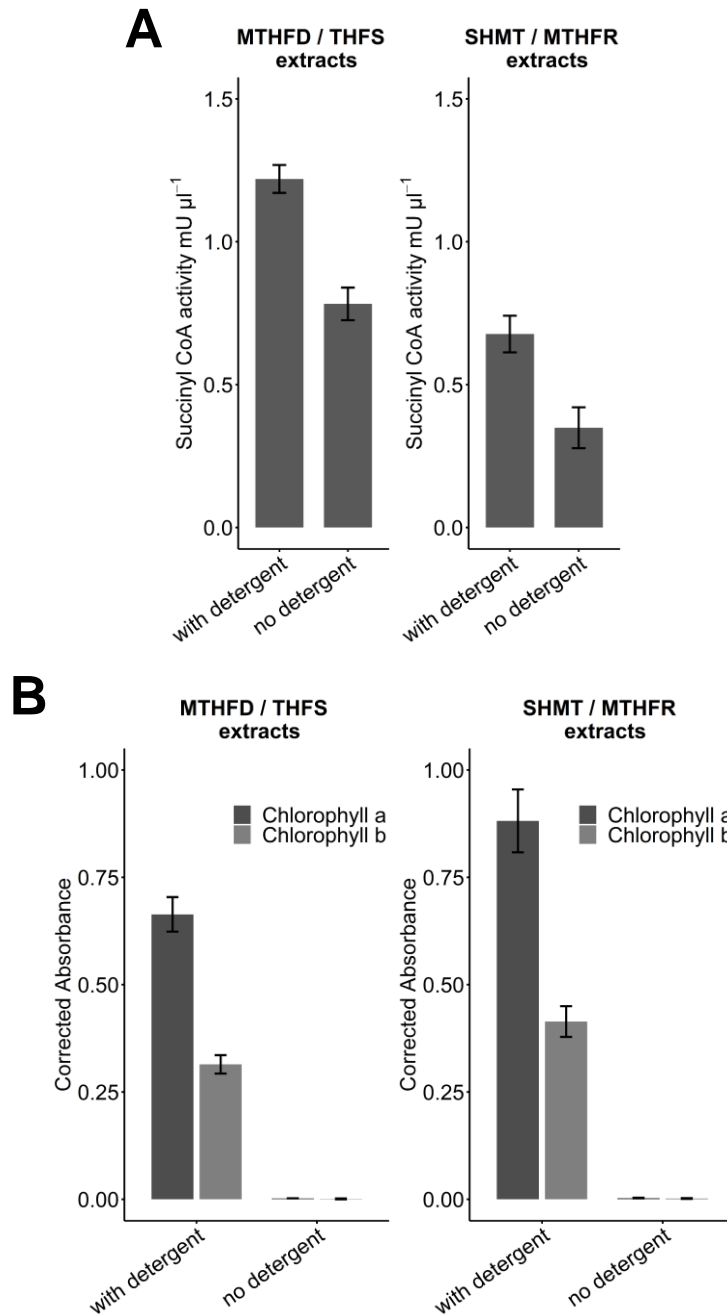 A
MTHFD / THFS
extracts
SHMT / MTHFR
extracts
Succinyl CoA activity mU µl⁻¹
1.5
1.0
0.5
0.0
with detergent
no detergent
Succinyl CoA activity mU µl⁻¹
1.5
1.0
0.5
0.0
with detergent
no detergent
B
MTHFD / THFS
extracts
SHMT / MTHFR
extracts
Corrected Absorbance
1.00
0.75
0.50
0.25
0.00
Chlorophyll a
Chlorophyll b
with detergent
no detergent
Corrected Absorbance
1.00
0.75
0.50
0.25
0.00
Chlorophyll a
Chlorophyll b
with detergent
no detergent